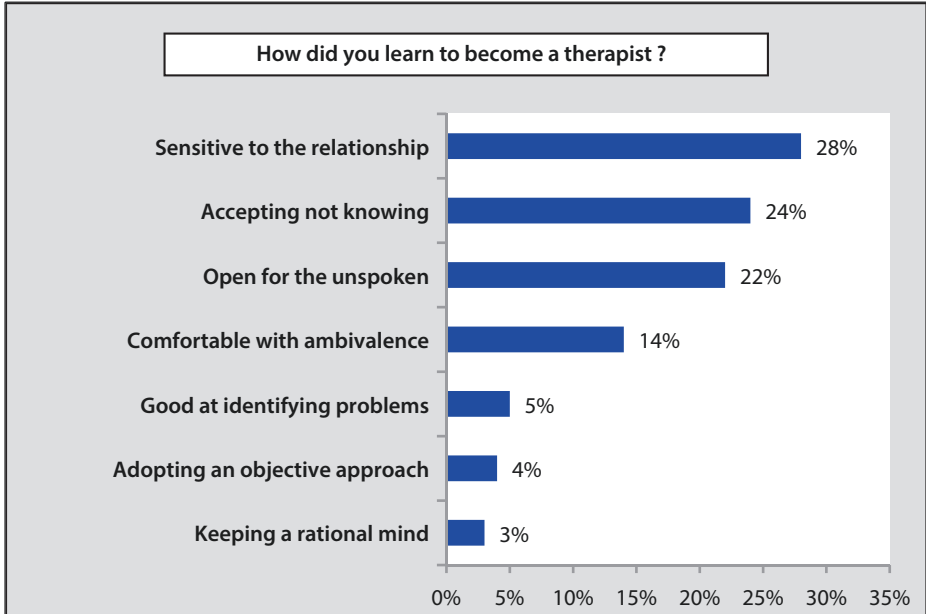 How did you learn to become a therapist ?
Sensitive to the relationship 28%
Accepting not knowing 24%
Open for the unspoken 22%
Comfortable with ambivalence 14%
Good at identifying problems 5%
Adopting an objective approach 4%
Keeping a rational mind 3%
0% 5% 10% 15% 20% 25% 30% 35%